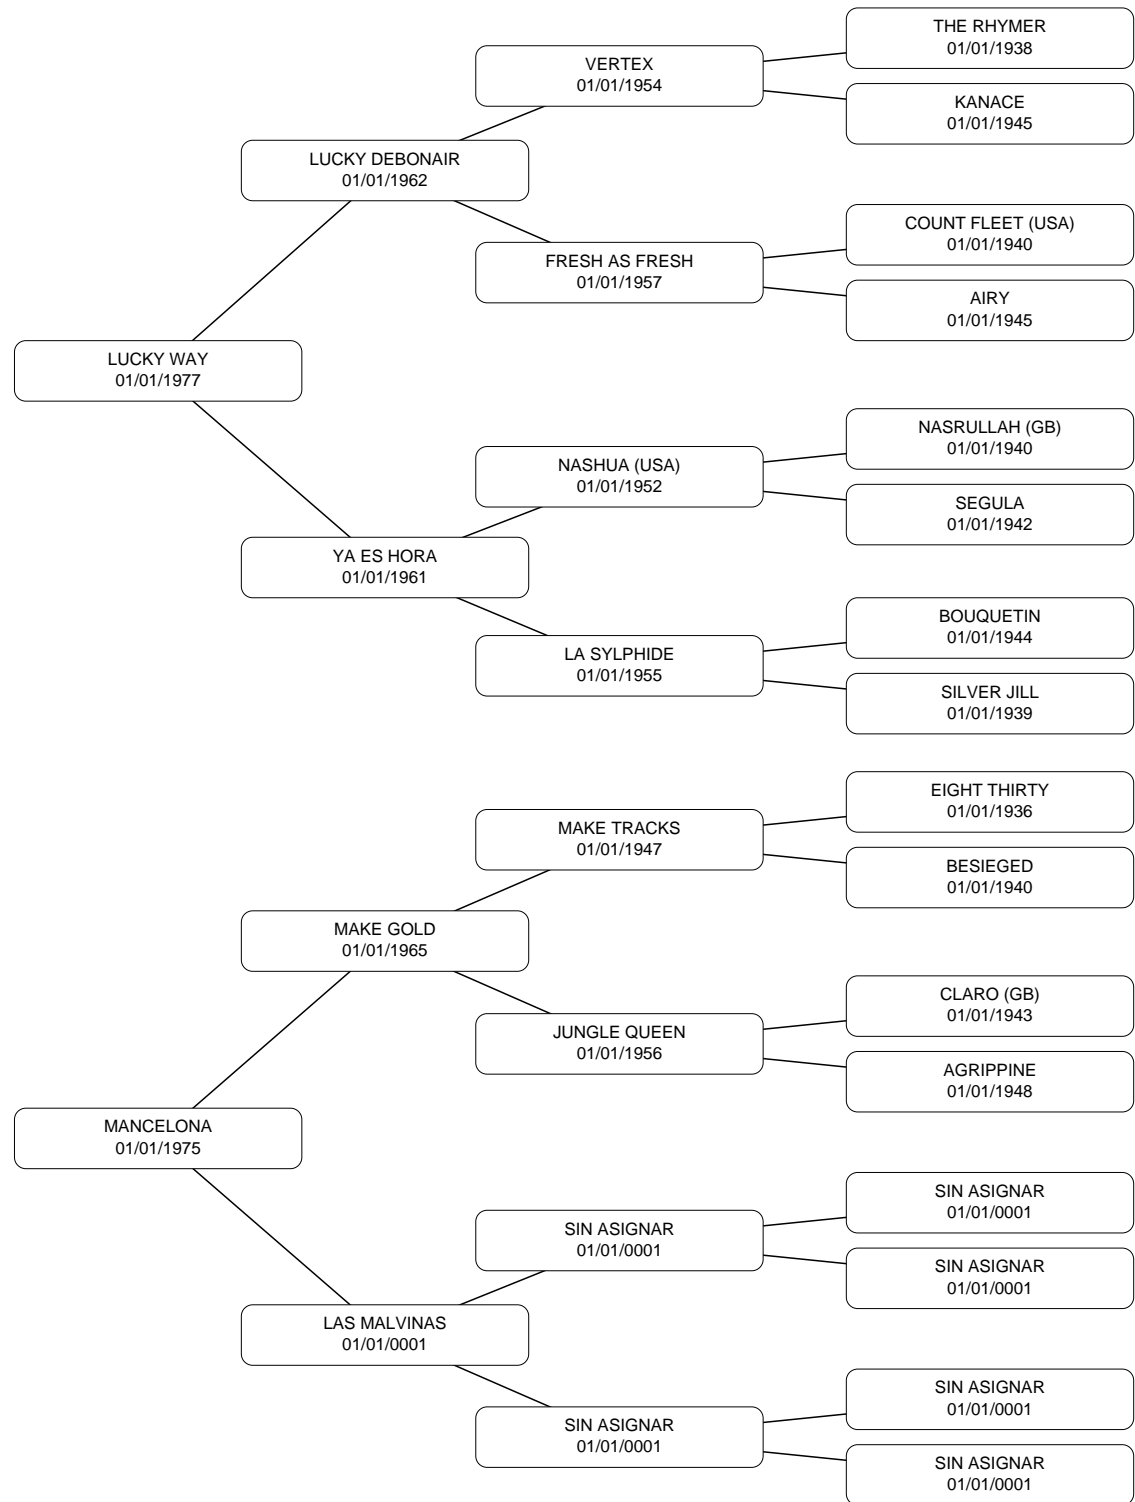 THE RHYMER
01/01/1938
VERTEX
01/01/1954
KANACE
01/01/1945
LUCKY DEBONAIR
01/01/1962
COUNT FLEET (USA)
01/01/1940
FRESH AS FRESH
01/01/1957
AIRY
01/01/1945
LUCKY WAY
01/01/1977
NASRULLAH (GB)
01/01/1940
NASHUA (USA)
01/01/1952
SEGULA
01/01/1942
YA ES HORA
01/01/1961
BOUQUETIN
01/01/1944
LA SYLPHIDE
01/01/1955
SILVER JILL
01/01/1939
EIGHT THIRTY
01/01/1936
MAKE TRACKS
01/01/1947
BESIEGED
01/01/1940
MAKE GOLD
01/01/1965
CLARO (GB)
01/01/1943
JUNGLE QUEEN
01/01/1956
AGRIPPINE
01/01/1948
MANCELONA
01/01/1975
SIN ASIGNAR
01/01/0001
SIN ASIGNAR
01/01/0001
SIN ASIGNAR
01/01/0001
LAS MALVINAS
01/01/0001
SIN ASIGNAR
01/01/0001
SIN ASIGNAR
01/01/0001
SIN ASIGNAR
01/01/0001